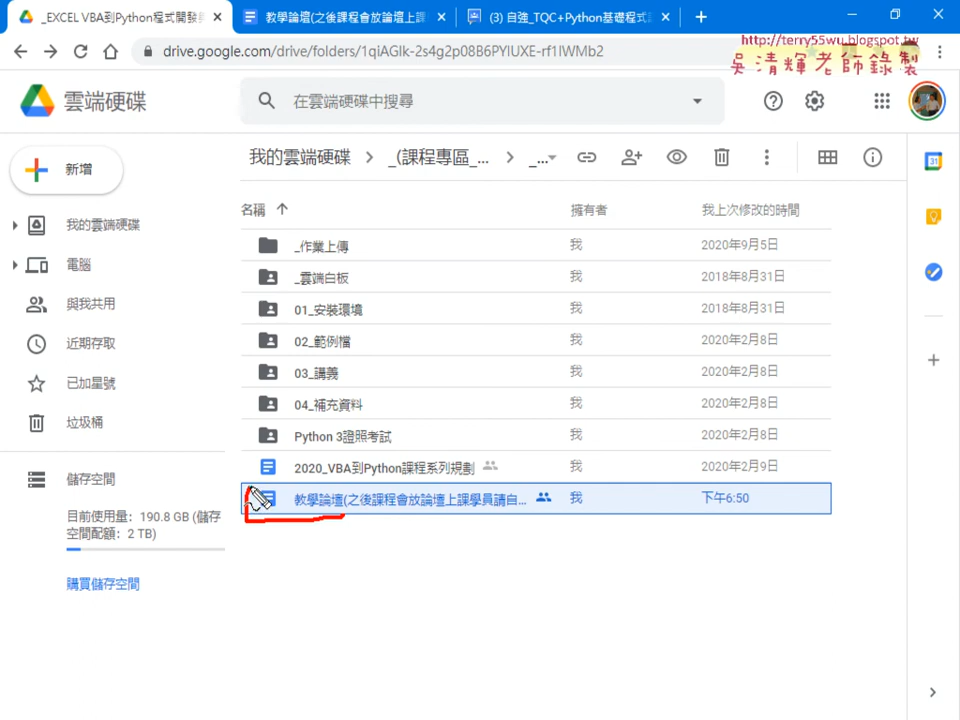 _EXCEL VBA到Python程式開發
教學論壇(之後課程會放論壇上課
(3) 自強_TQC+Python基礎程式
drive.google.com/drive/folders/1qiAGIk-2s4g2p08B6PYIUXE-rf1IWMb2
http://terry55wu.blogspot.tw
吳清輝老師錄製
雲端硬碟
在雲端硬碟中搜尋
新增
我的雲端硬碟
_(課程專區_...
_...
名稱
擁有者
我上次修改的時間
_作業上傳 我 2020年9月5日
_雲端白板 我 2018年8月31日
01_安裝環境 我 2018年8月31日
02_範例檔 我 2020年2月8日
03_講義 我 2020年2月8日
04_補充資料 我 2020年2月8日
Python 3證照考試 我 2020年2月8日
2020_VBA到Python課程系列規劃 我 2020年2月9日
教學論壇(之後課程會放論壇上課學員請自... 我 下午6:50
我的雲端硬碟
電腦
與我共用
近期存取
已加星號
垃圾桶
儲存空間
目前使用量：190.8 GB (儲存
空間配額：2 TB)
購買儲存空間
31